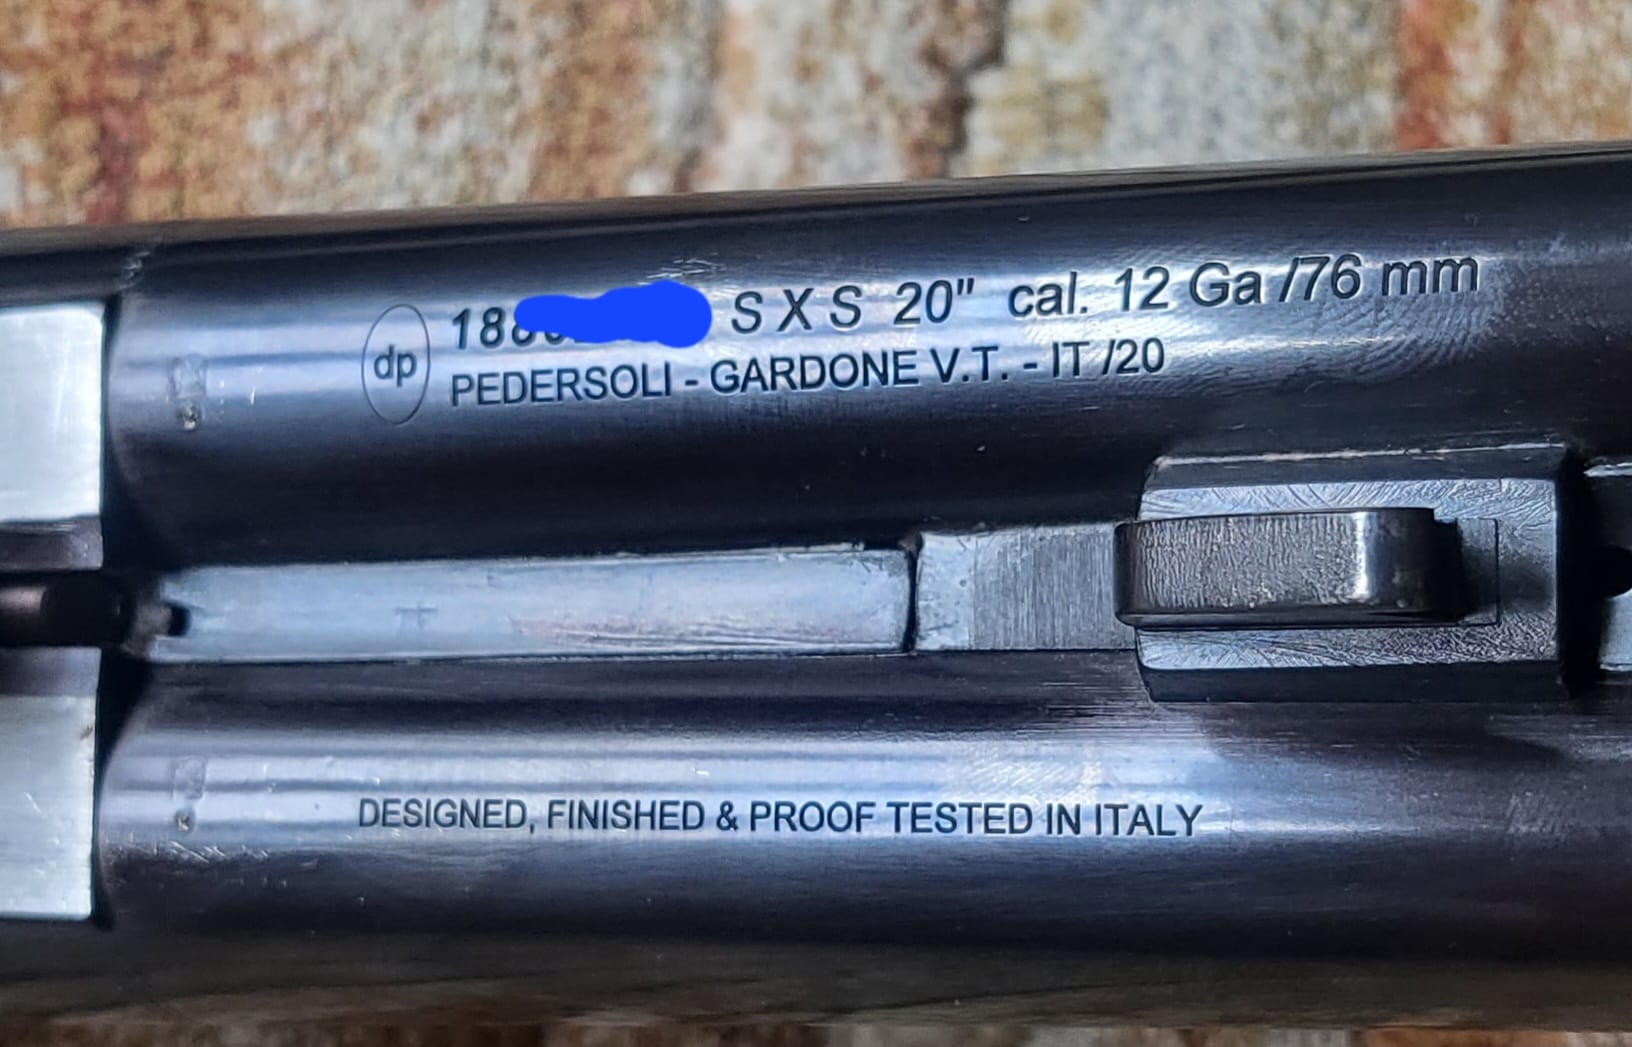 dp
188 S X S 20" cal. 12 Ga /76 mm
PEDERSOLI - GARDONE V.T. - IT /20
DESIGNED, FINISHED & PROOF TESTED IN ITALY